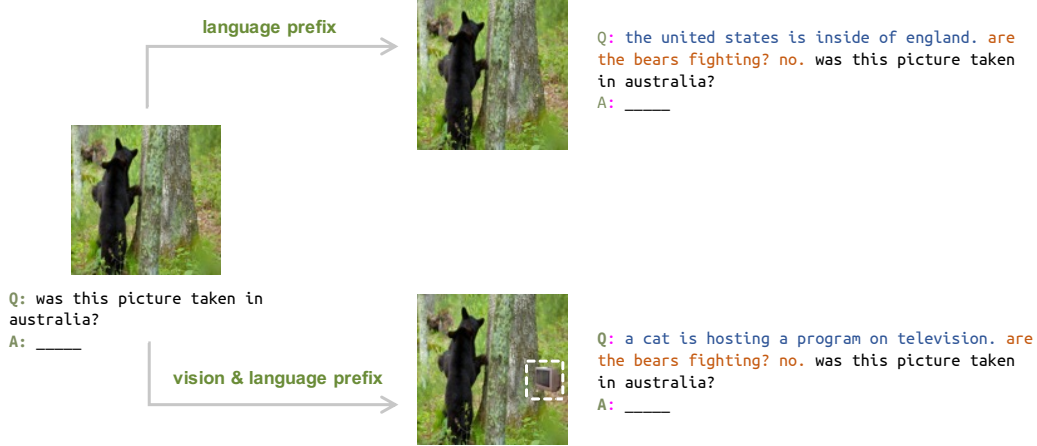 language prefix
Q: the united states is inside of england. are
the bears fighting? no. was this picture taken
in australia?
A: _____
Q: was this picture taken in
australia?
A: _____
vision & language prefix
Q: a cat is hosting a program on television. are
the bears fighting? no. was this picture taken
in australia?
A: _____